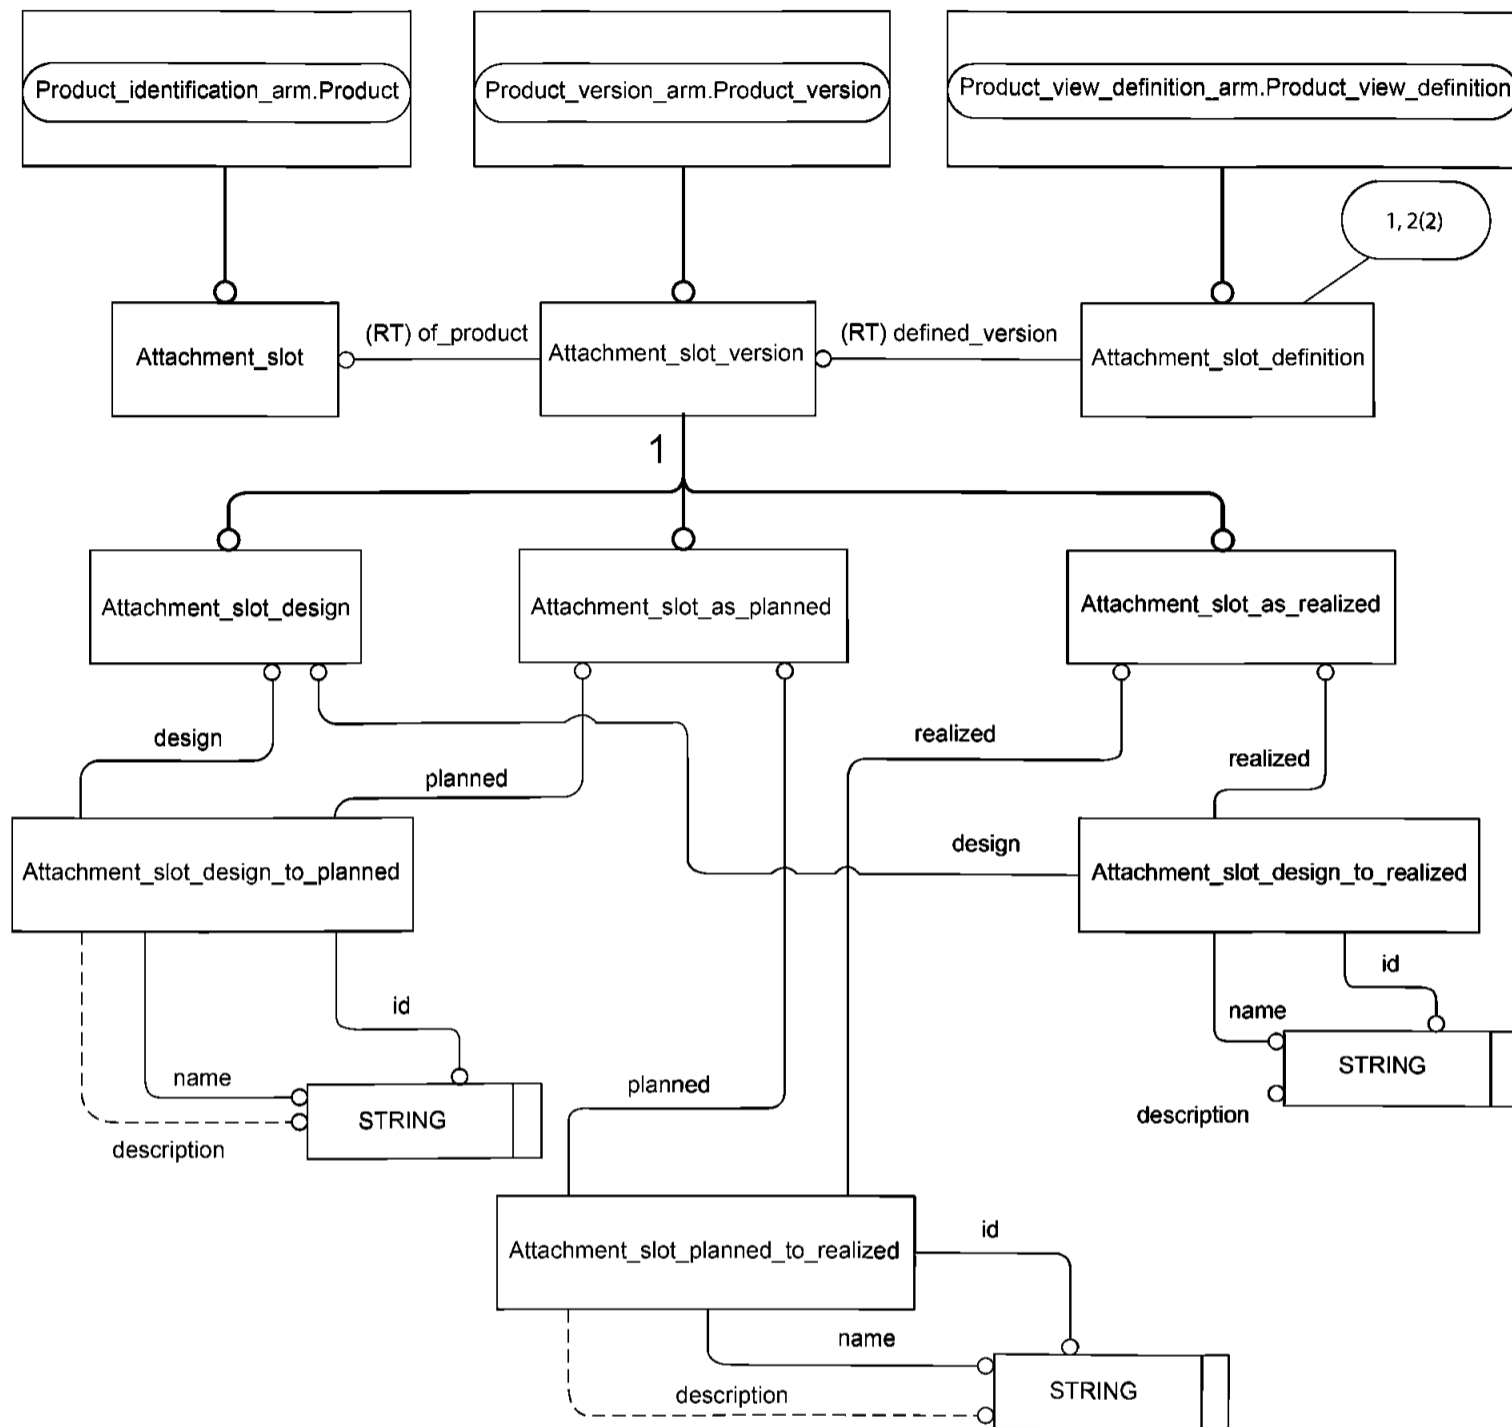 Product_identification_arm.Product
Product_version_arm.Product_version
Product_view_definition_arm.Product_view_definition
1, 2(2)
Attachment_slot
(RT) of_product
Attachment_slot_version
(RT) defined_version
Attachment_slot_definition
1
Attachment_slot_design
Attachment_slot_as_planned
Attachment_slot_as_realized
design
planned
realized
realized
Attachment_slot_design_to_planned
design
Attachment_slot_design_to_realized
id
name
description
STRING
planned
id
name
description
STRING
Attachment_slot_planned_to_realized
id
name
description
STRING